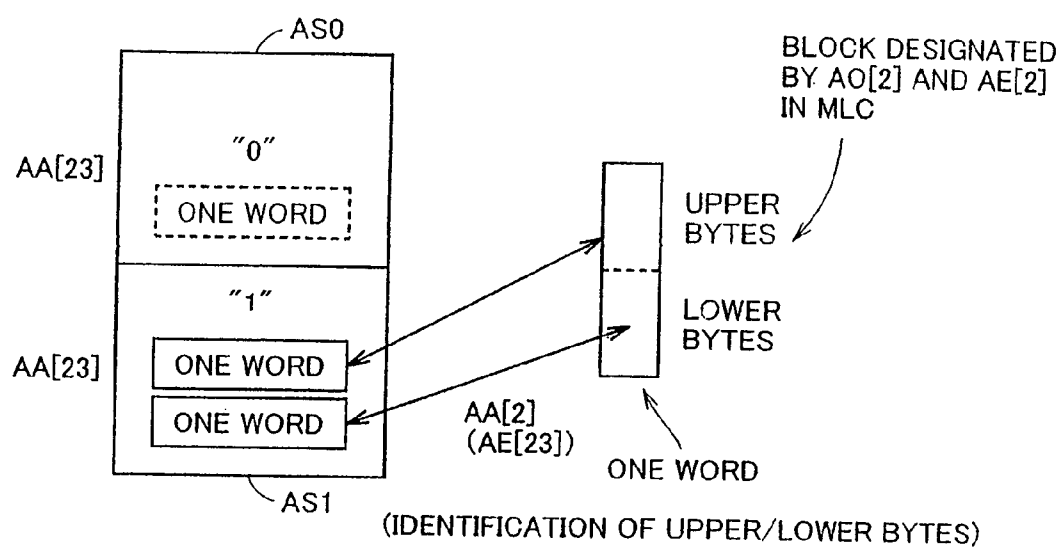 AS0
BLOCK DESIGNATED
BY AO[2] AND AE[2]
IN MLC
"0"
AA[23]
ONE WORD
UPPER
BYTES
"1"
LOWER
BYTES
AA[23]
ONE WORD
ONE WORD
AA[2]
(AE[23])
ONE WORD
AS1
(IDENTIFICATION OF UPPER/LOWER BYTES)